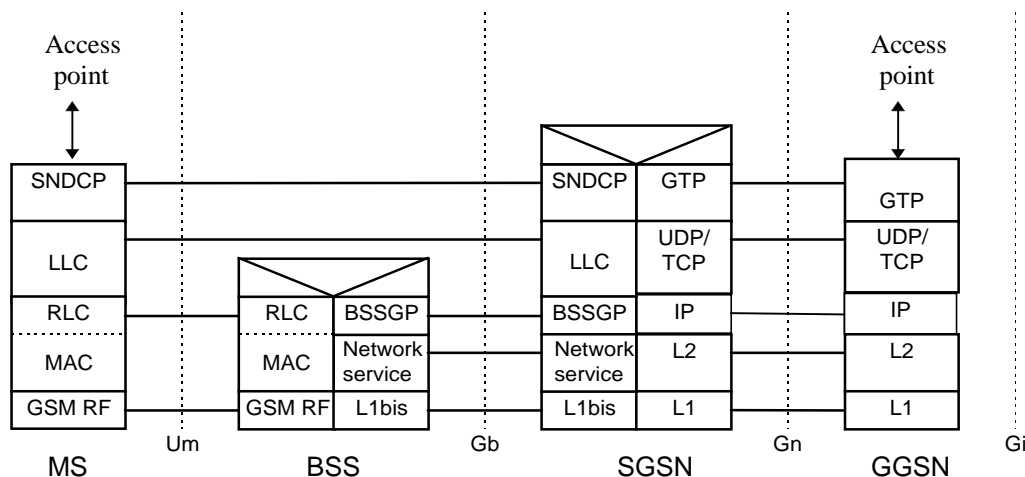 Access
point
Access
point
SNDCP
SNDCP
GTP
GTP
LLC
LLC
UDP/
TCP
UDP/
TCP
RLC
RLC
BSSGP
BSSGP
IP
IP
MAC
MAC
Network
service
Network
service
L2
L2
GSM RF
GSM RF
L1bis
L1bis
L1
L1
Um
Gb
Gn
Gi
MS
BSS
SGSN
GGSN